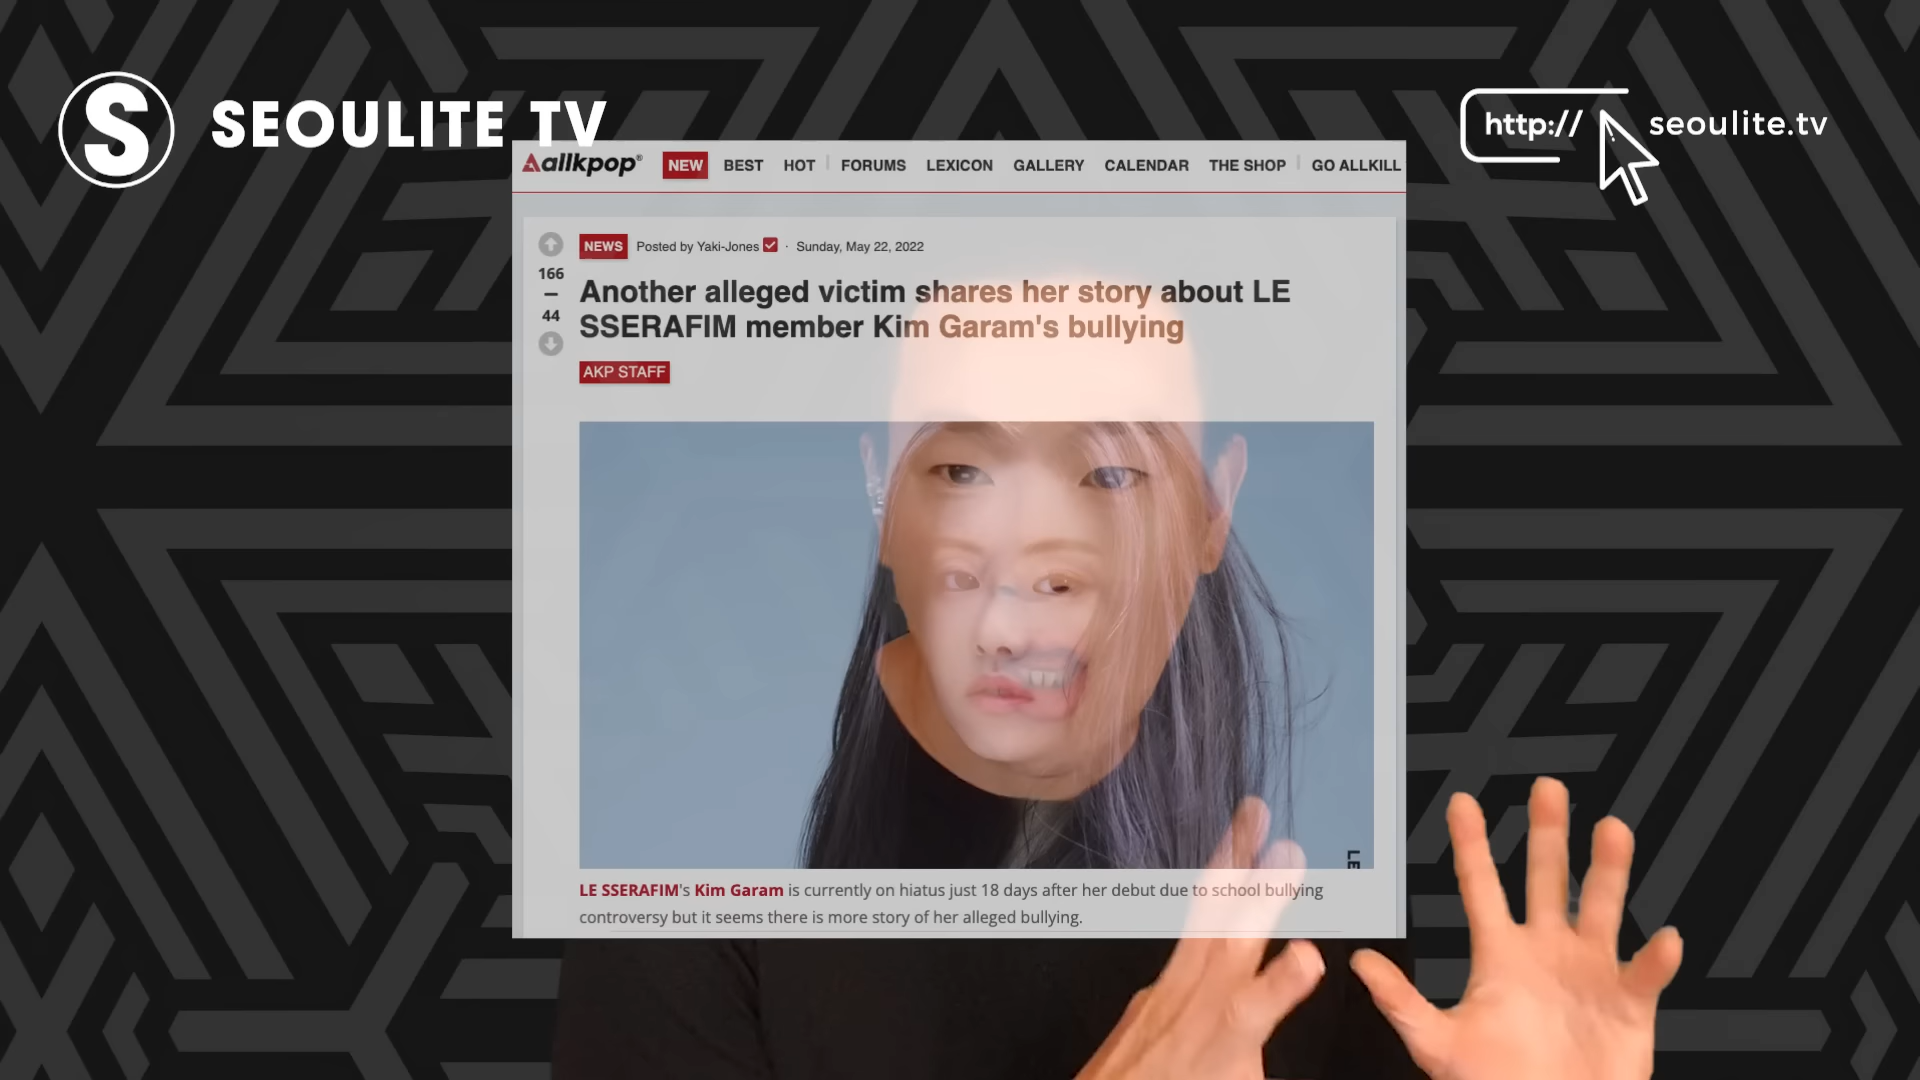 S SEOULITE TV
http:// seoulite.tv
allkpop® NEW BEST HOT FORUMS LEXICON GALLERY CALENDAR THE SHOP GO ALLKILL
NEWS Posted by Yaki-Jones · Sunday, May 22, 2022
166
44
Another alleged victim shares her story about LE
SSERAFIM member Kim Garam's bullying
AKP STAFF
LE
LE SSERAFIM's Kim Garam is currently on hiatus just 18 days after her debut due to school bullying
controversy but it seems there is more story of her alleged bullying.